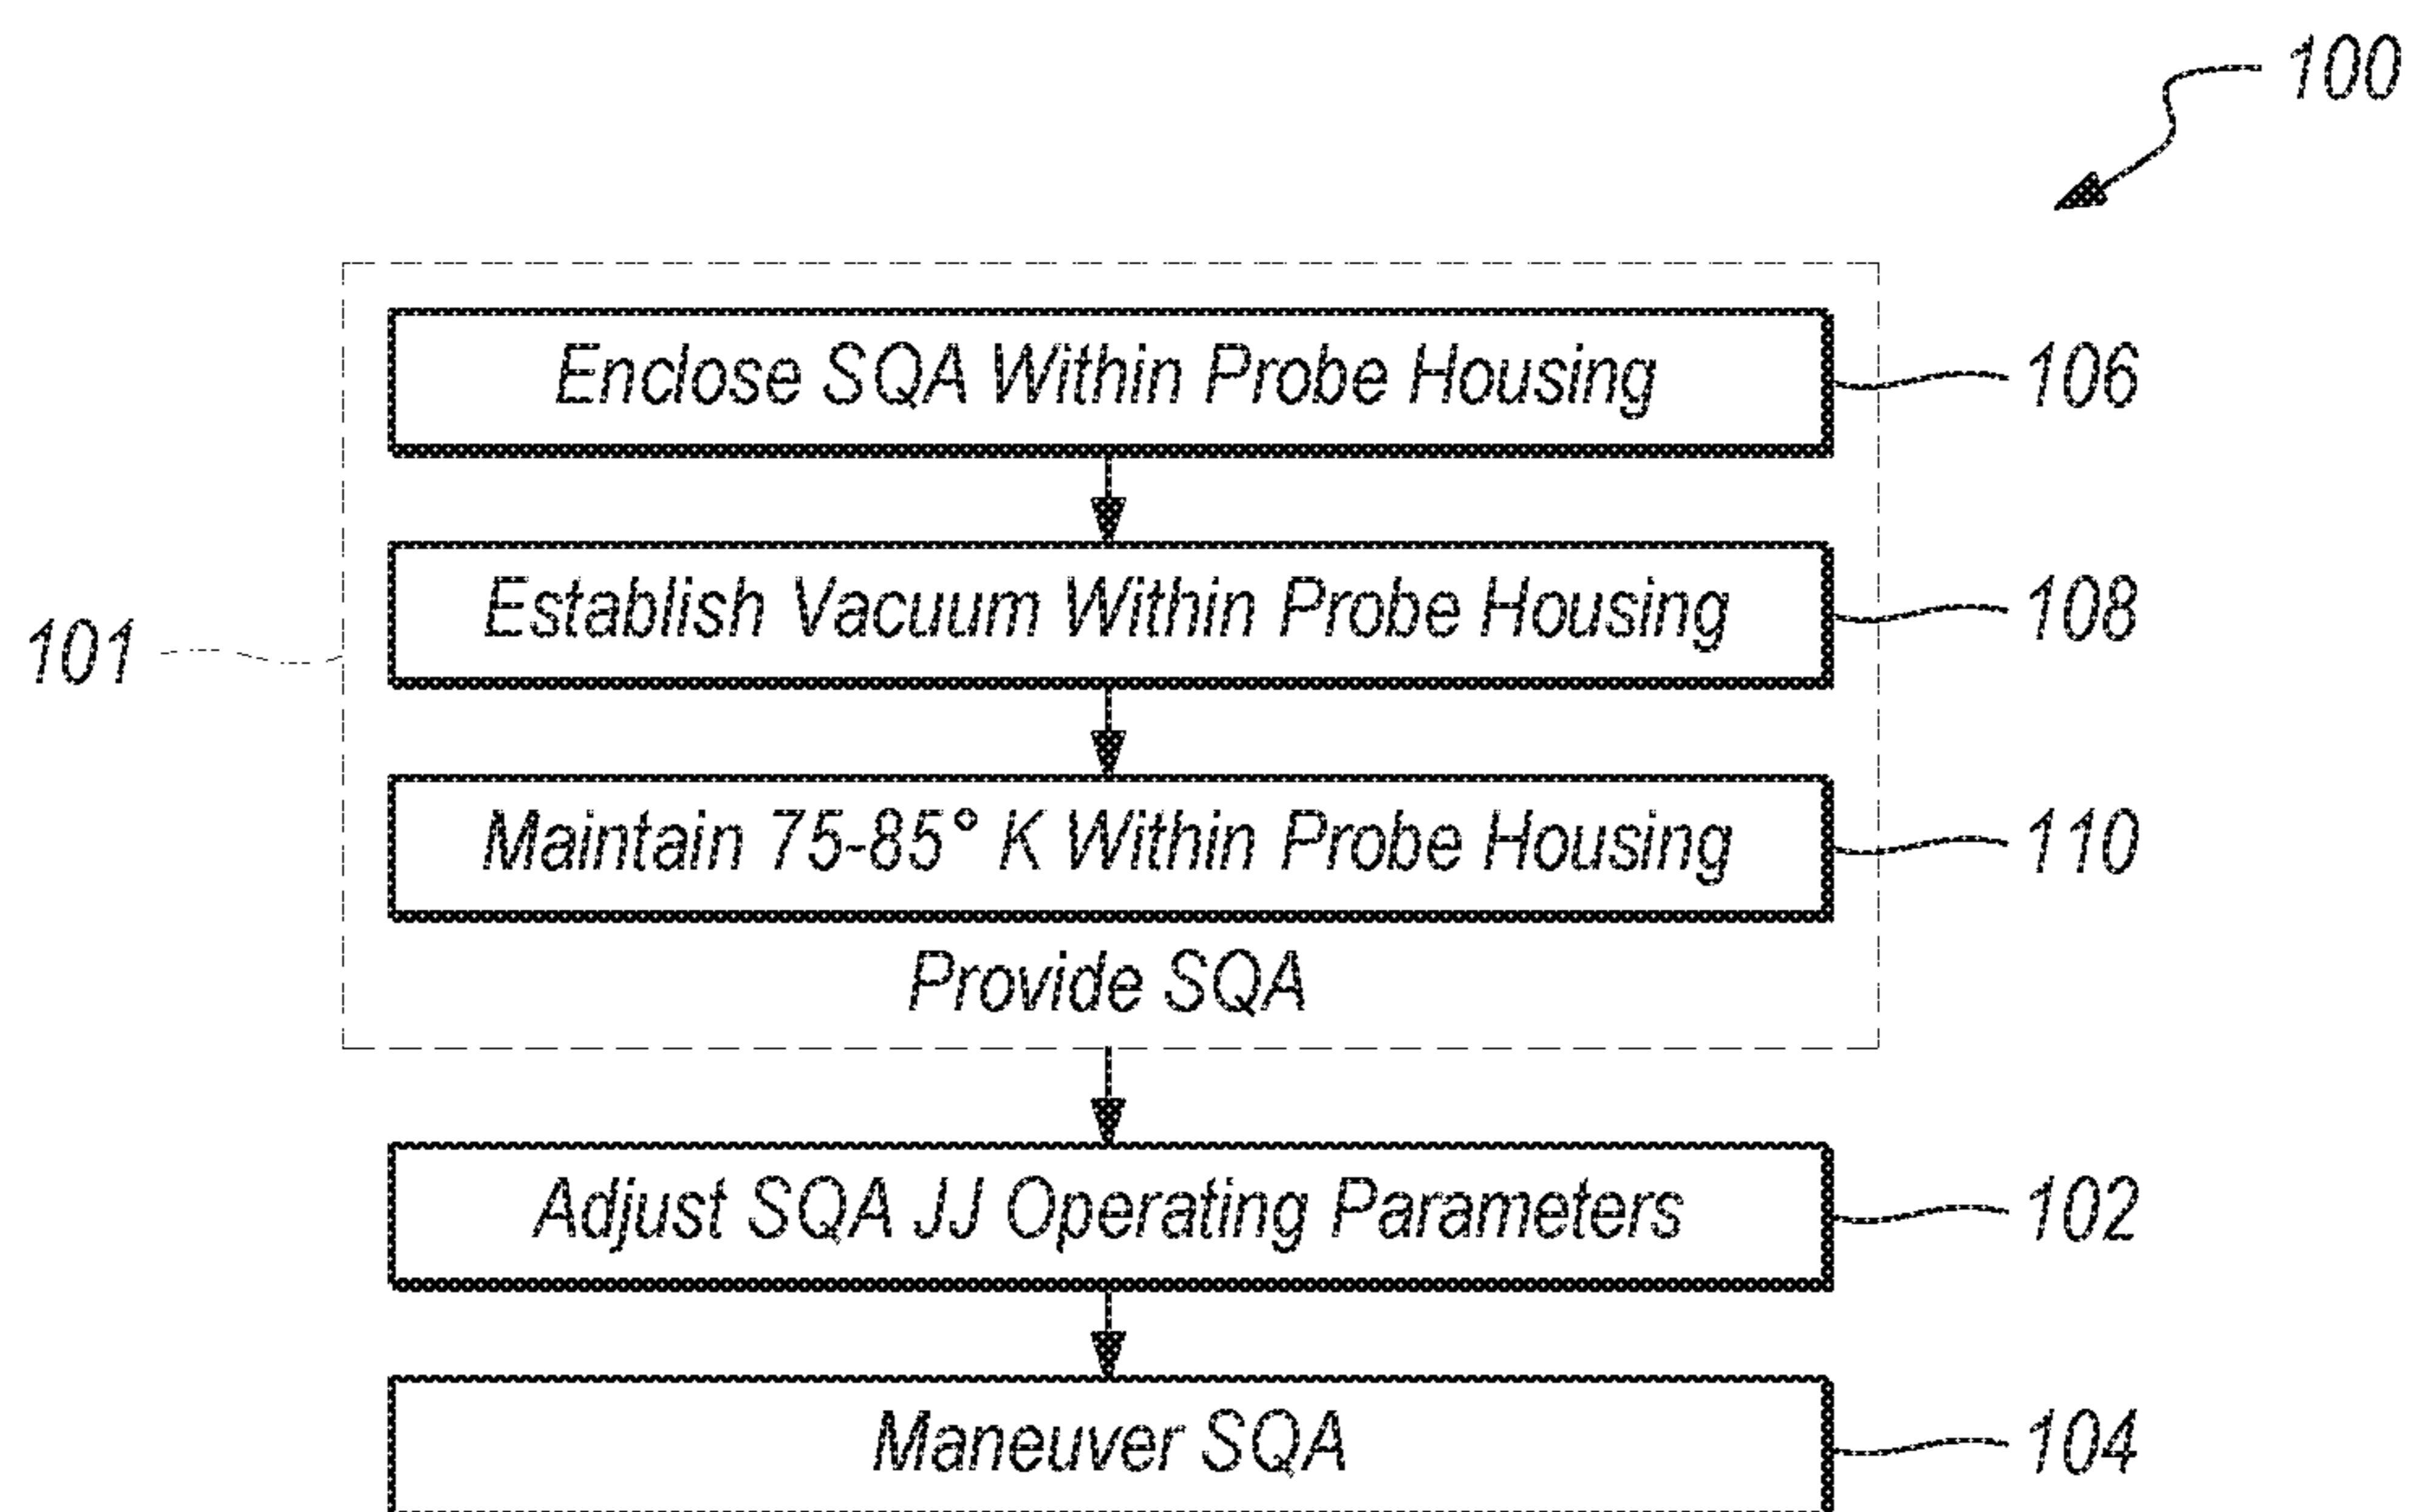 100
Enclose SQA Within Probe Housing
106
Establish Vacuum Within Probe Housing
108
101
Maintain 75-85° K Within Probe Housing
110
Provide SQA
Adjust SQA JJ Operating Parameters
102
Maneuver SQA
104